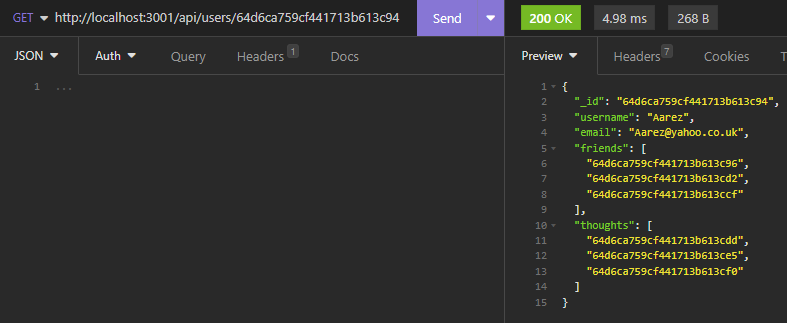 GET http://localhost:3001/api/users/64d6ca759cf441713b613c94 Send 200 OK 4.98 ms 268 B
JSON Auth Query Headers 1 Docs Preview Headers 7 Cookies T
1 ...
1 {
2 "_id": "64d6ca759cf441713b613c94",
3 "username": "Aarez",
4 "email": "Aarez@yahoo.co.uk",
5 "friends": [
6 "64d6ca759cf441713b613c96",
7 "64d6ca759cf441713b613cd2",
8 "64d6ca759cf441713b613ccf"
9 ],
10 "thoughts": [
11 "64d6ca759cf441713b613cdd",
12 "64d6ca759cf441713b613ce5",
13 "64d6ca759cf441713b613cf0"
14 ]
15 }